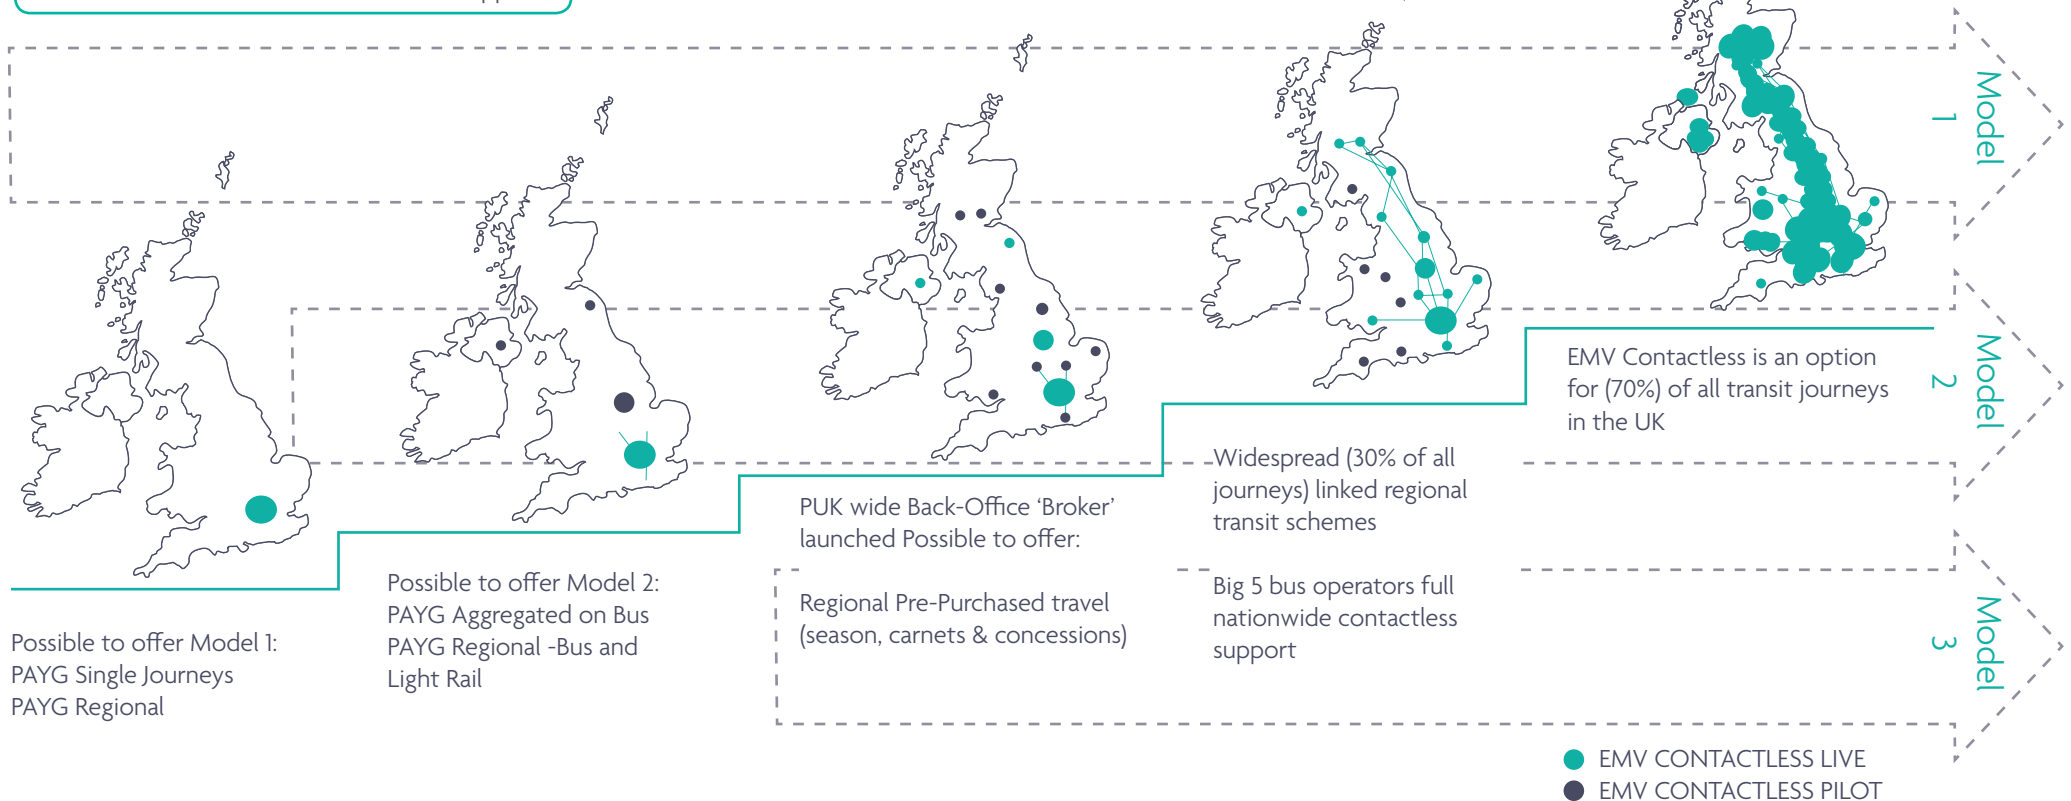 Model
1
Model
2
EMV Contactless is an option
for (70%) of all transit journeys
in the UK
Widespread (30% of all
journeys) linked regional
transit schemes
PUK wide Back-Office ‘Broker’
launched Possible to offer:
Possible to offer Model 2:
PAYG Aggregated on Bus
PAYG Regional -Bus and
Light Rail
Regional Pre-Purchased travel
(season, carnets & concessions)
Big 5 bus operators full
nationwide contactless
support
Model
3
Possible to offer Model 1:
PAYG Single Journeys
PAYG Regional
EMV CONTACTLESS LIVE
EMV CONTACTLESS PILOT